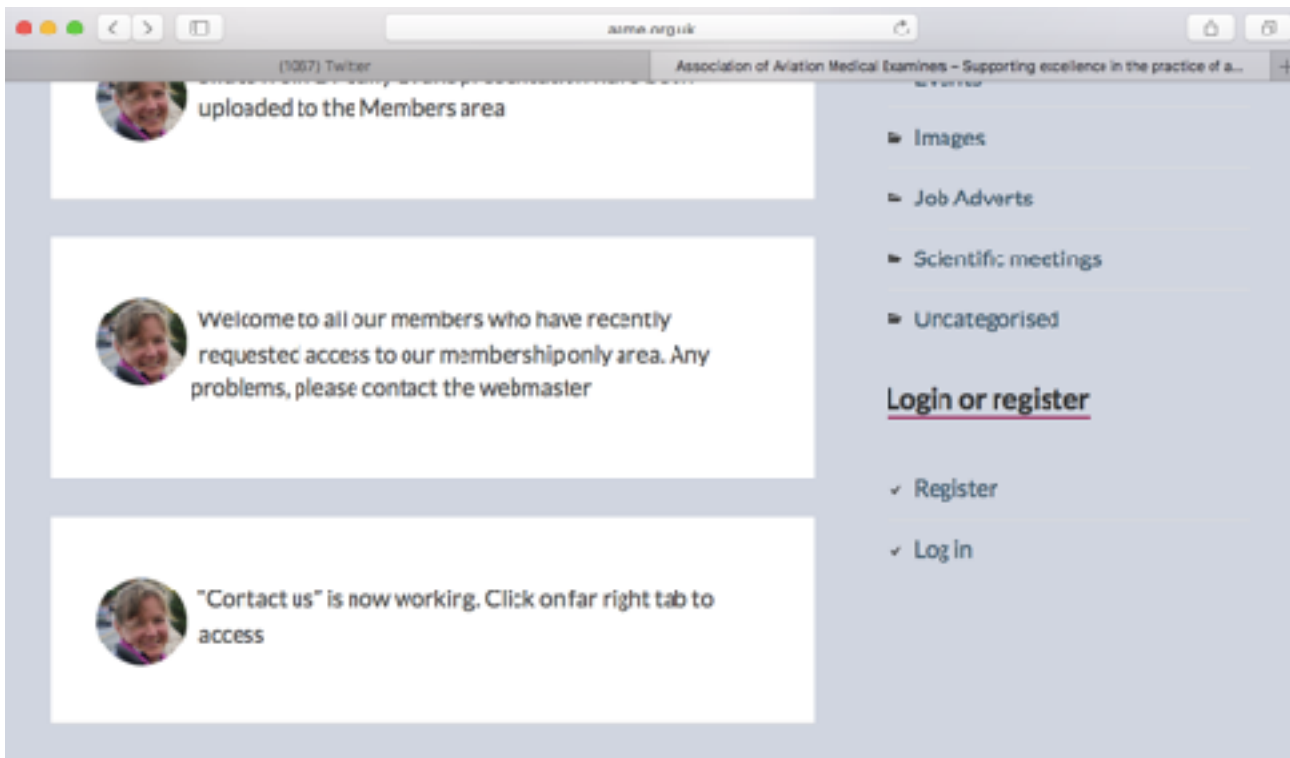 aame.org.uk
(1067) Twitter
Association of Aviation Medical Examiners – Supporting excellence in the practice of a...
uploaded to the Members area
Welcome to all our members who have recently
requested access to our membership only area. Any
problems, please contact the webmaster
"Contact us" is now working. Click on far right tab to
access
Events
Images
Job Adverts
Scientific meetings
Uncategorised
Login or register
Register
Log in